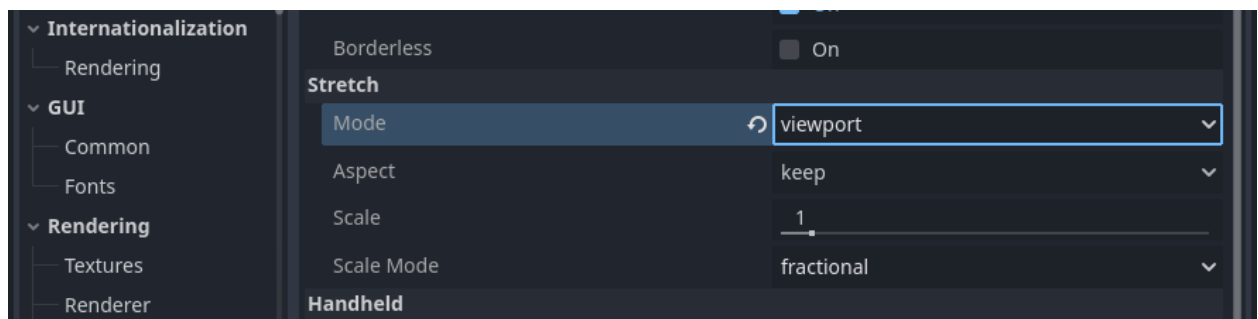 Internationalization
Rendering
GUI
Common
Fonts
Rendering
Textures
Renderer
Borderless
On
Stretch
Mode
viewport
Aspect
keep
Scale
1
Scale Mode
fractional
Handheld